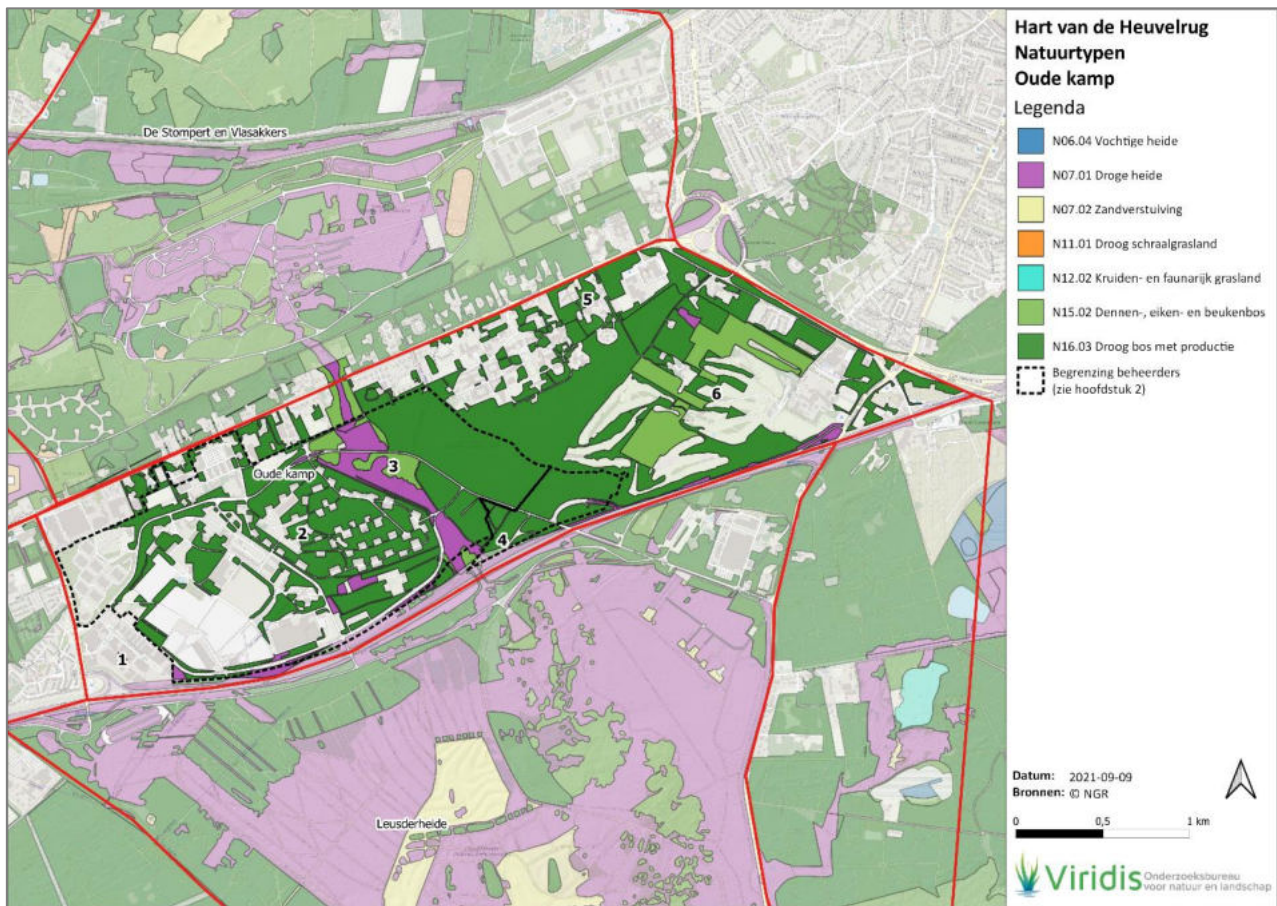 Hart van de Heuvelrug
Natuurtypen
Oude kamp
Legenda
N06.04 Vochtige heide
N07.01 Droge heide
N07.02 Zandverstuiving
N11.01 Droog schraalgrasland
N12.02 Kruiden- en faunarijk grasland
N15.02 Dennen-, eiken- en beukenbos
N16.03 Droog bos met productie
Begrenzing beheerders
(zie hoofdstuk 2)
De Stompert en Vlasakkers
5
6
3
Oude kamp
2
4
1
Leusderheide
Datum: 2021-09-09
Bronnen: © NGR
0 0,5 1 km
Viridis Onderzoeksbureau
voor natuur en landschap